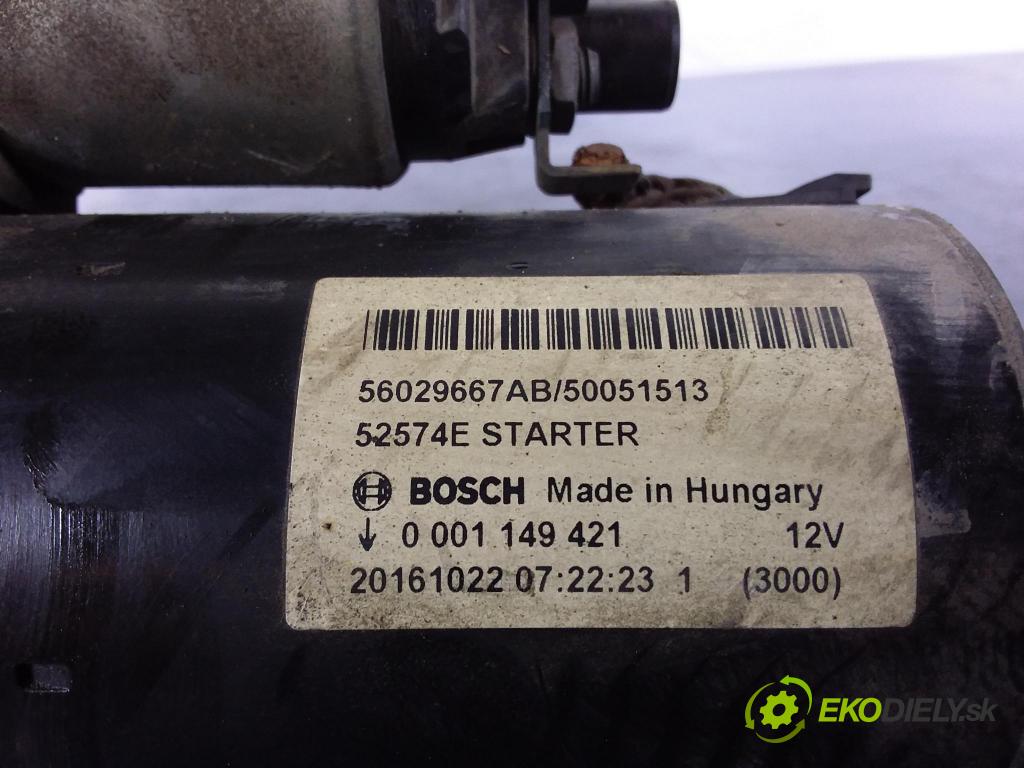 56029667AB/50051513
52574E STARTER
BOSCH Made in Hungary
↓ 0 001 149 421 12V
20161022 07:22:23 1 (3000)
EKODIELY.sk